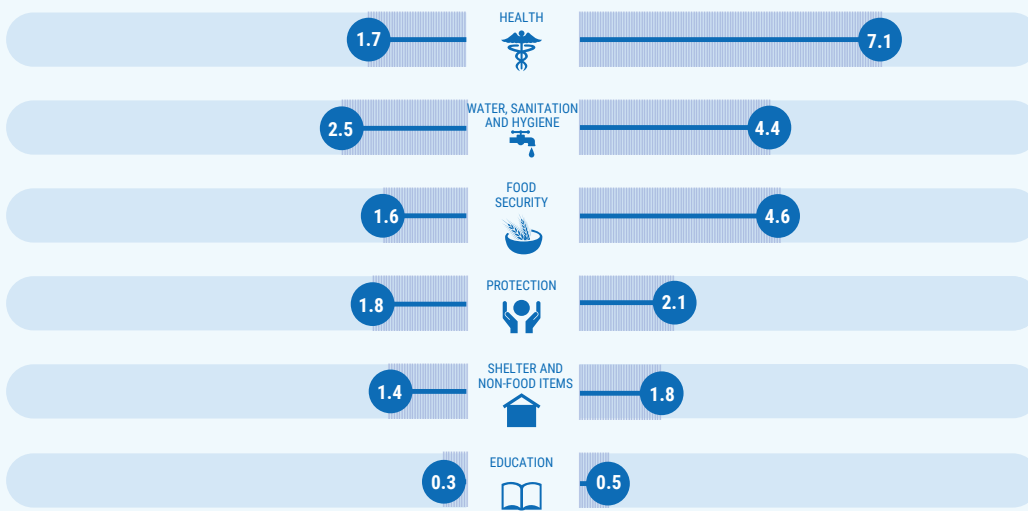 HEALTH
1.7
7.1
WATER, SANITATION
AND HYGIENE
2.5
4.4
FOOD
SECURITY
1.6
4.6
PROTECTION
1.8
2.1
SHELTER AND
NON-FOOD ITEMS
1.4
1.8
EDUCATION
0.3
0.5